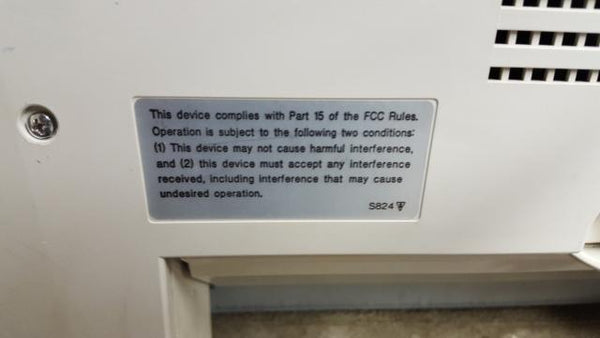 This device complies with Part 15 of the FCC Rules.
Operation is subject to the following two conditions:
(1) This device may not cause harmful interference,
and (2) this device must accept any interference
received, including interference that may cause
undesired operation.
S824